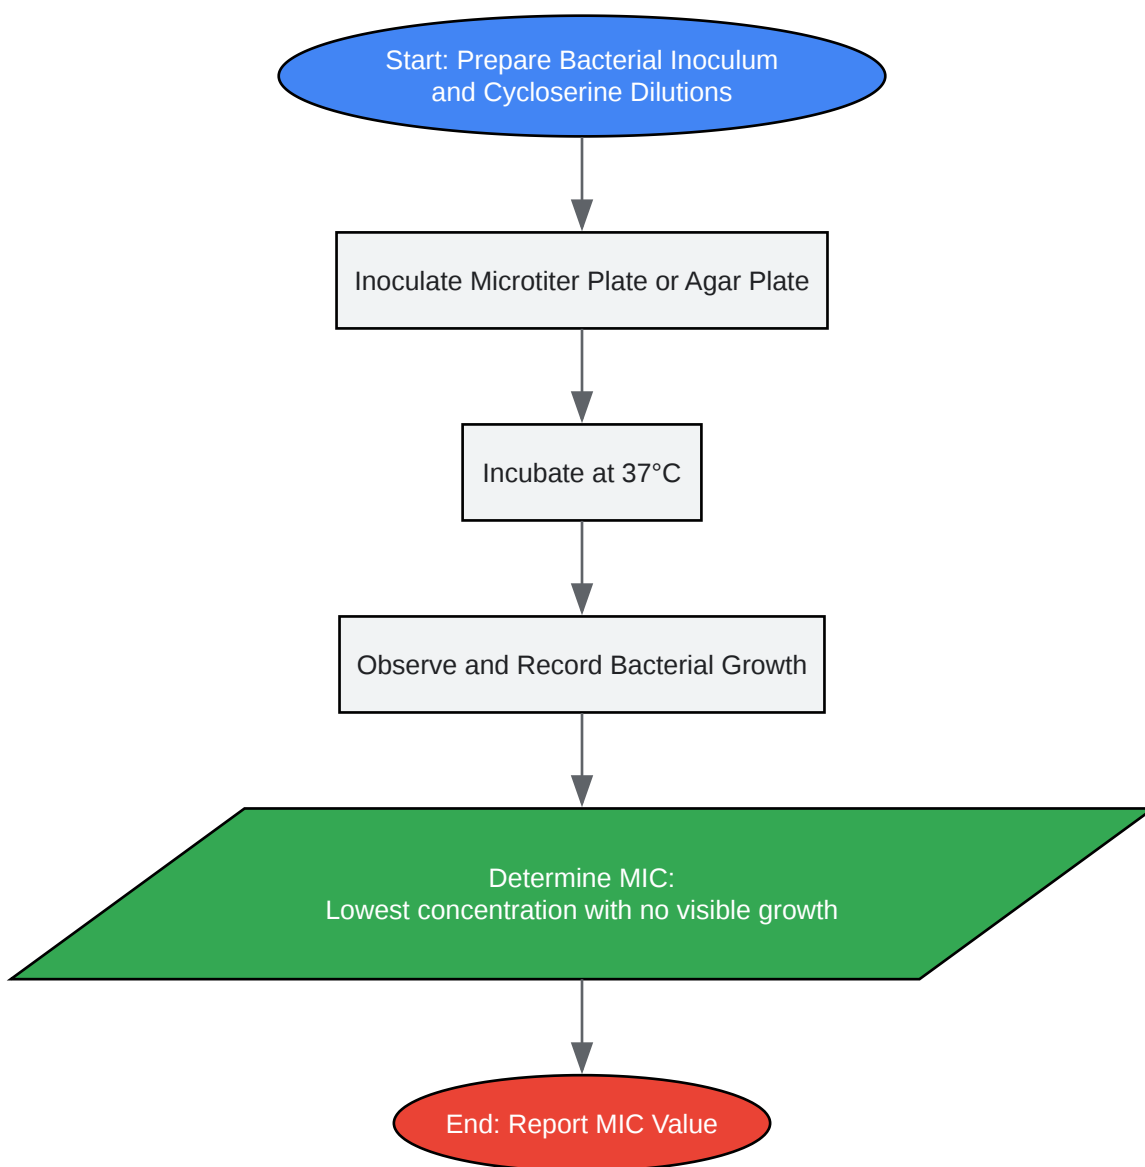 Start: Prepare Bacterial Inoculum
and Cycloserine Dilutions
Inoculate Microtiter Plate or Agar Plate
Incubate at 37°C
Observe and Record Bacterial Growth
Determine MIC:
Lowest concentration with no visible growth
End: Report MIC Value